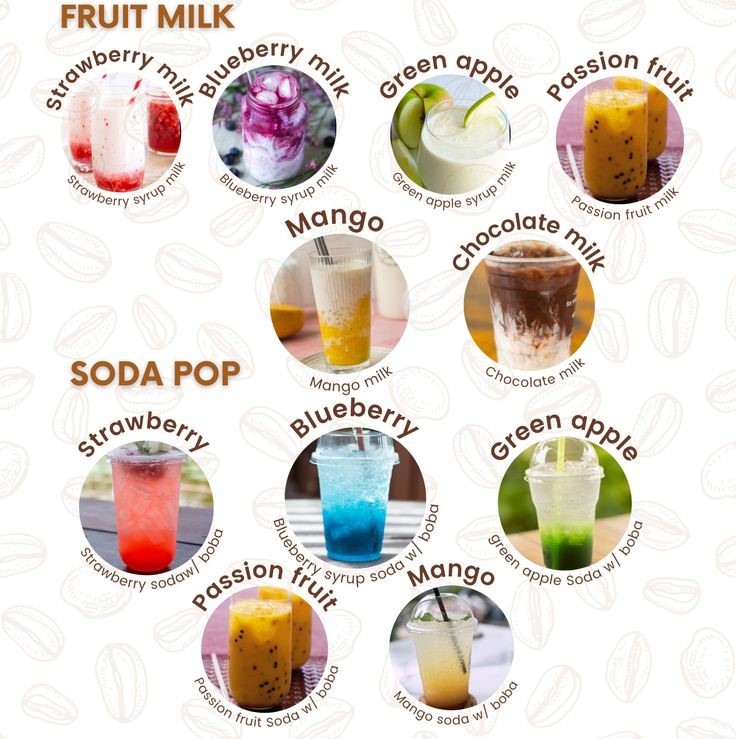 FRUIT MILK
Strawberry milk
Strawberry syrup milk
Blueberry milk
Blueberry syrup milk
Green apple
Green apple syrup milk
Passion fruit
Passion fruit milk
Mango
Mango milk
Chocolate milk
Chocolate milk
SODA POP
Strawberry
Strawberry sodaw/ boba
Blueberry
Blueberry syrup soda w/ boba
Green apple
green apple Soda w/ boba
Passion fruit
Passion fruit Soda w/ boba
Mango
Mango soda w/ boba